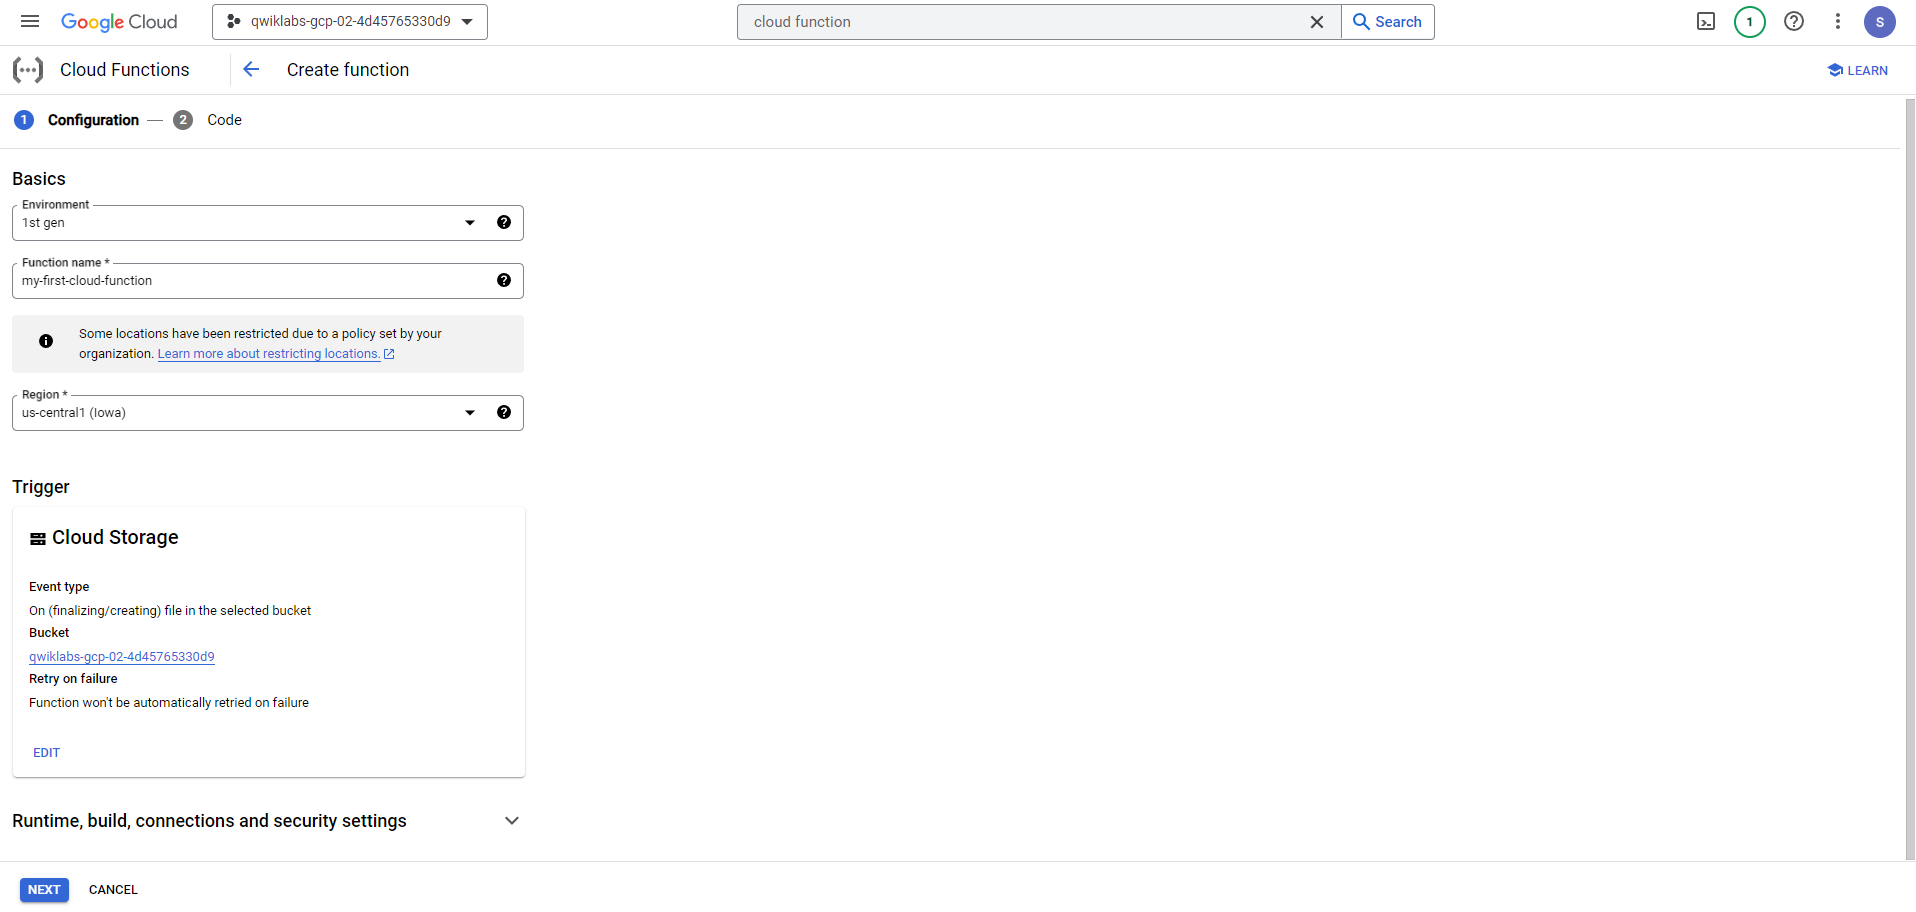 Google Cloud
qwiklabs-gcp-02-4d45765330d9
cloud function
Search
1
S
Cloud Functions
Create function
LEARN
1 Configuration — 2 Code
Basics
Environment
1st gen
Function name *
my-first-cloud-function
Some locations have been restricted due to a policy set by your
organization. Learn more about restricting locations.
Region *
us-central1 (Iowa)
Trigger
Cloud Storage
Event type
On (finalizing/creating) file in the selected bucket
Bucket
qwiklabs-gcp-02-4d45765330d9
Retry on failure
Function won't be automatically retried on failure
EDIT
Runtime, build, connections and security settings
NEXT
CANCEL